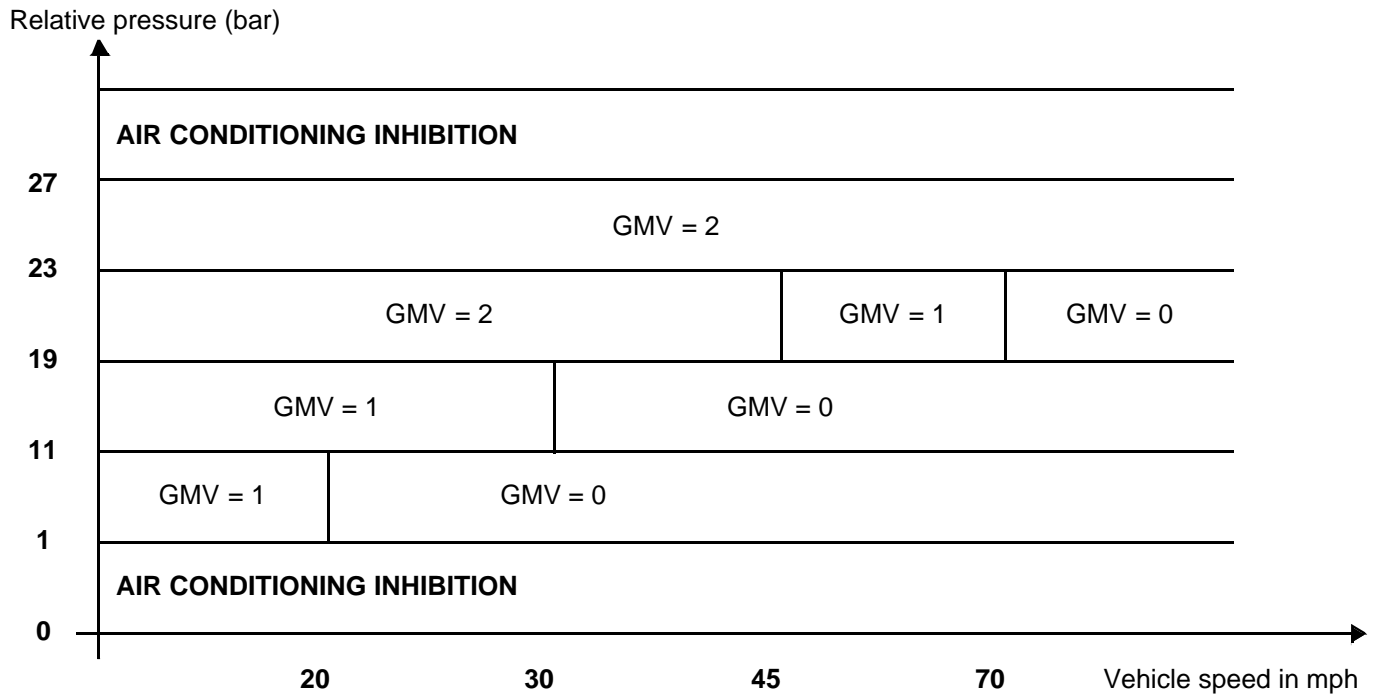 Relative pressure (bar)
AIR CONDITIONING INHIBITION
27
GMV = 2
23
GMV = 2 GMV = 1 GMV = 0
19
GMV = 1 GMV = 0
11
GMV = 1 GMV = 0
1
AIR CONDITIONING INHIBITION
0
20 30 45 70 Vehicle speed in mph